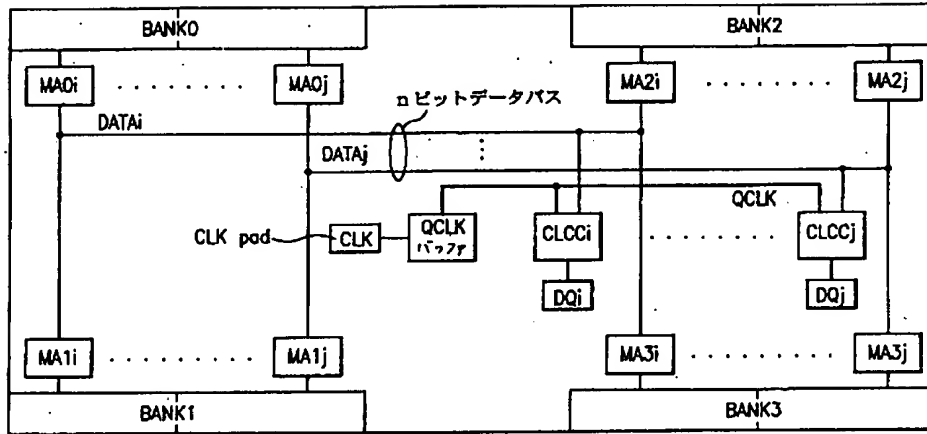 BANK0
BANK2
MA0i
MA0j
MA2i
MA2j
nビットデータバス
DATAi
DATAj
QCLK
CLK pad
CLK
QCLK
バッファ
CLCCi
CLCCj
DQi
DQj
MA1i
MA1j
MA3i
MA3j
BANK1
BANK3